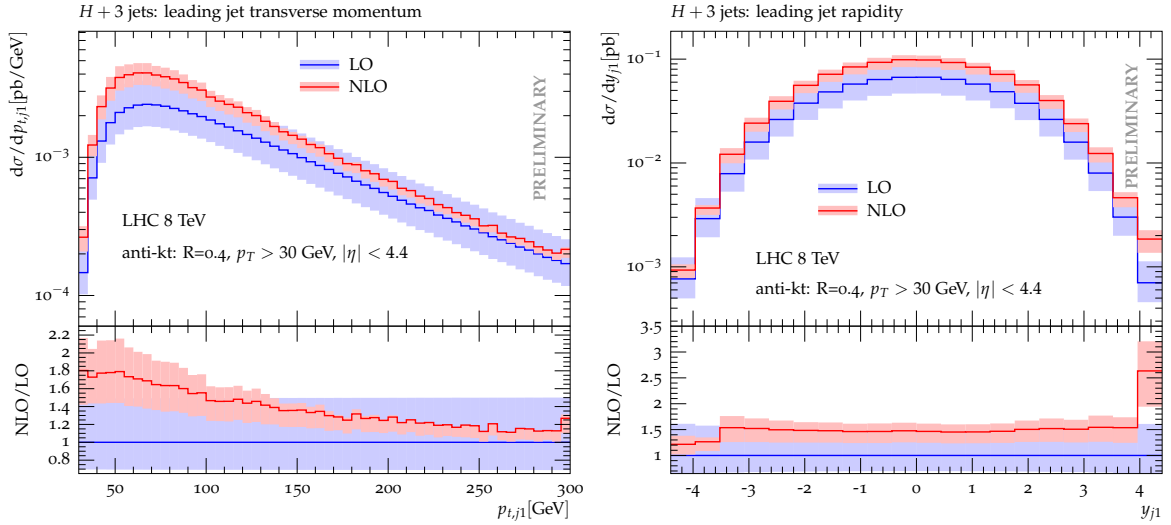 H + 3 jets: leading jet transverse momentum
dσ/dp_{t,j1}[pb/GeV]
LO
NLO
PRELIMINARY
10^{-3}
LHC 8 TeV
anti-kt: R=0.4, p_T > 30 GeV, |η| < 4.4
10^{-4}
NLO/LO
2.2
2
1.8
1.6
1.4
1.2
1
0.8
50 100 150 200 250 300
p_{t,j1}[GeV]
H + 3 jets: leading jet rapidity
dσ/dy_{j1}[pb]
10^{-1}
10^{-2}
LO
NLO
PRELIMINARY
LHC 8 TeV
10^{-3}
anti-kt: R=0.4, p_T > 30 GeV, |η| < 4.4
NLO/LO
3.5
3
2.5
2
1.5
1
-4 -3 -2 -1 0 1 2 3 4
y_{j1}